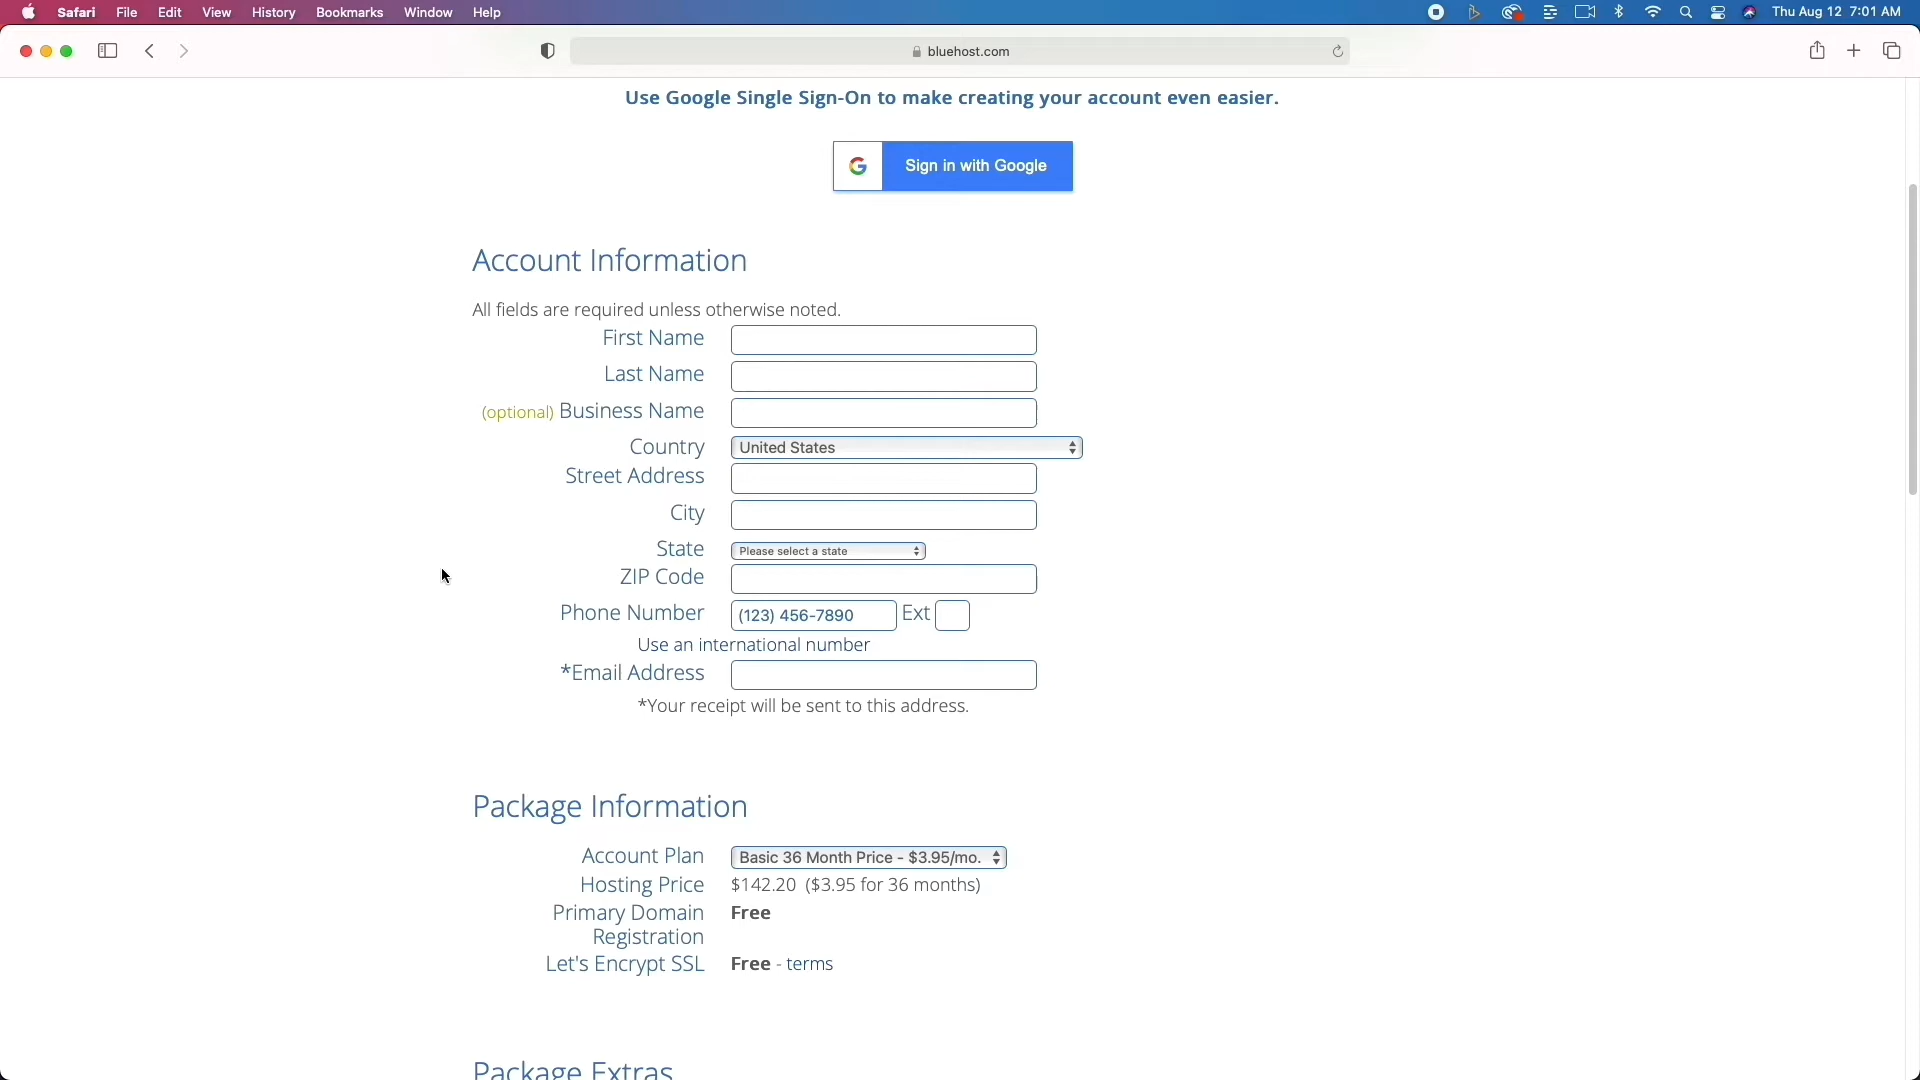 Safari File Edit View History Bookmarks Window Help Thu Aug 12 7:01 AM
bluehost.com
Use Google Single Sign-On to make creating your account even easier.
G Sign in with Google
Account Information
All fields are required unless otherwise noted.
First Name
Last Name
(optional) Business Name
Country United States
Street Address
City
State Please select a state
ZIP Code
Phone Number (123) 456-7890 Ext
Use an international number
*Email Address
*Your receipt will be sent to this address.
Package Information
Account Plan Basic 36 Month Price - $3.95/mo.
Hosting Price $142.20 ($3.95 for 36 months)
Primary Domain Free
Registration
Let's Encrypt SSL Free - terms
Package Extras